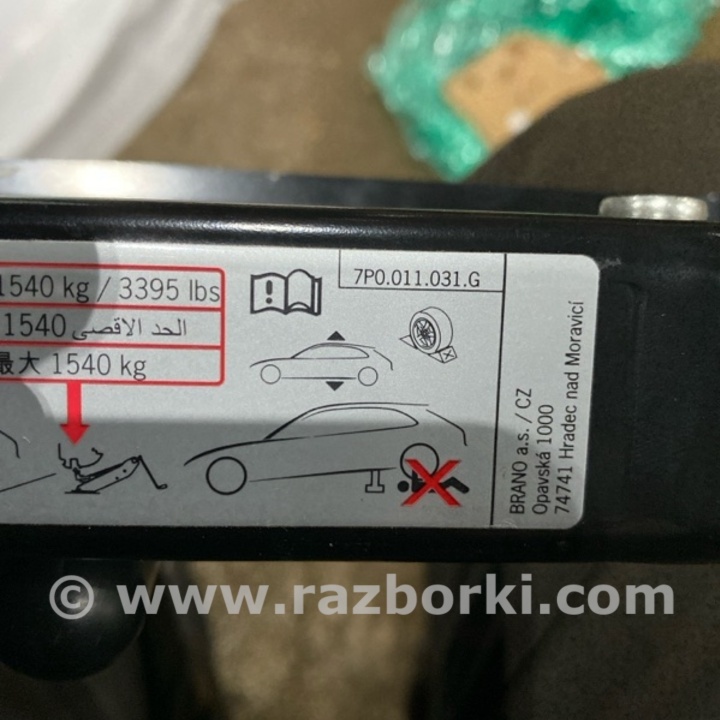 1540 kg / 3395 lbs
الحد الاقصى 1540
最大 1540 kg
7P0.011.031.G
BRANO a.s. / CZ
Opavská 1000
74741 Hradec nad Moravicí
© www.razborki.com